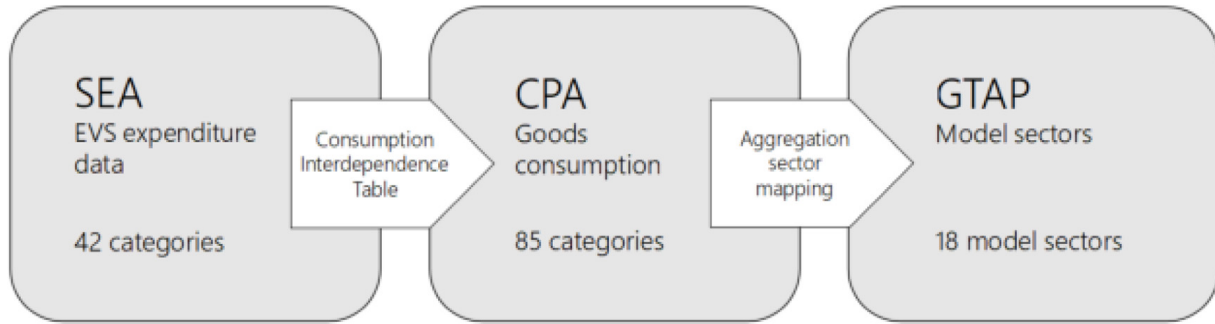 SEA
EVS expenditure
data
42 categories
Consumption
Interdependence
Table
CPA
Goods
consumption
85 categories
Aggregation
sector
mapping
GTAP
Model sectors
18 model sectors